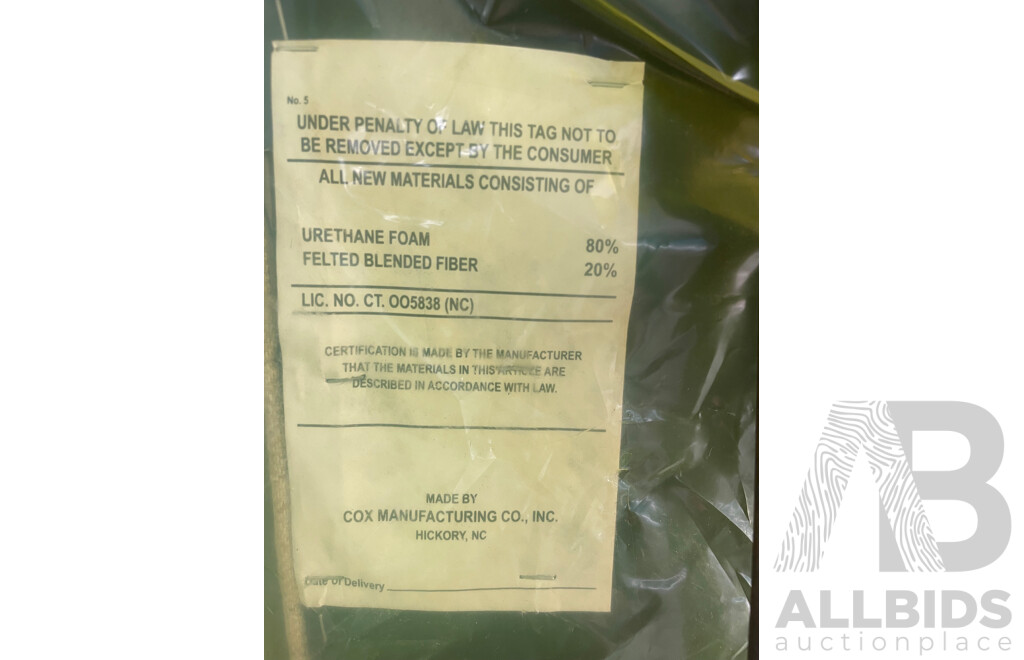 No. 5
UNDER PENALTY OF LAW THIS TAG NOT TO
BE REMOVED EXCEPT BY THE CONSUMER
ALL NEW MATERIALS CONSISTING OF
URETHANE FOAM 80%
FELTED BLENDED FIBER 20%
LIC. NO. CT. OO5838 (NC)
CERTIFICATION IS MADE BY THE MANUFACTURER
THAT THE MATERIALS IN THIS ARTICLE ARE
DESCRIBED IN ACCORDANCE WITH LAW.
MADE BY
COX MANUFACTURING CO., INC.
HICKORY, NC
Date of Delivery
AB
ALLBIDS
auctionplace